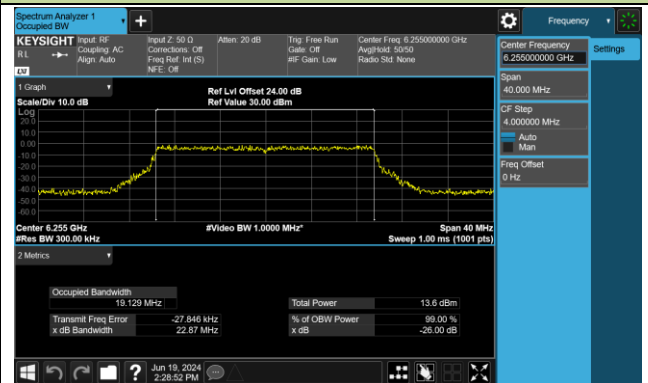 Spectrum Analyzer 1
Occupied BW
Frequency
KEYSIGHT
RL
Input: RF
Coupling: AC
Align: Auto
Input Z: 50 Ω
Corrections: Off
Freq Ref: Int (S)
NFE: Off
Atten: 20 dB
Trig: Free Run
Gate: Off
#IF Gain: Low
Center Freq: 6.255000000 GHz
Avg|Hold: 50/50
Radio Std: None
Center Frequency
6.255000000 GHz
Settings
Span
40.000 MHz
CF Step
4.000000 MHz
Auto
Man
Freq Offset
0 Hz
1 Graph
Scale/Div 10.0 dB
Ref Lvl Offset 24.00 dB
Ref Value 30.00 dBm
Log
20.0
10.0
0.00
-10.0
-20.0
-30.0
-40.0
-50.0
-60.0
Center 6.255 GHz
#Res BW 300.00 kHz
#Video BW 1.0000 MHz*
Span 40 MHz
Sweep 1.00 ms (1001 pts)
2 Metrics
Occupied Bandwidth
19.129 MHz
Transmit Freq Error -27.846 kHz
x dB Bandwidth 22.87 MHz
Total Power 13.6 dBm
% of OBW Power 99.00 %
x dB -26.00 dB
Jun 19, 2024
2:28:52 PM